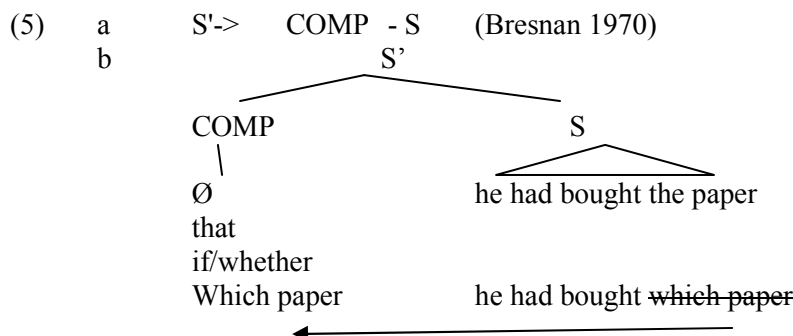 (5) a S'-> COMP - S (Bresnan 1970)
b S’
COMP S
Ø he had bought the paper
that
if/whether
Which paper he had bought which paper